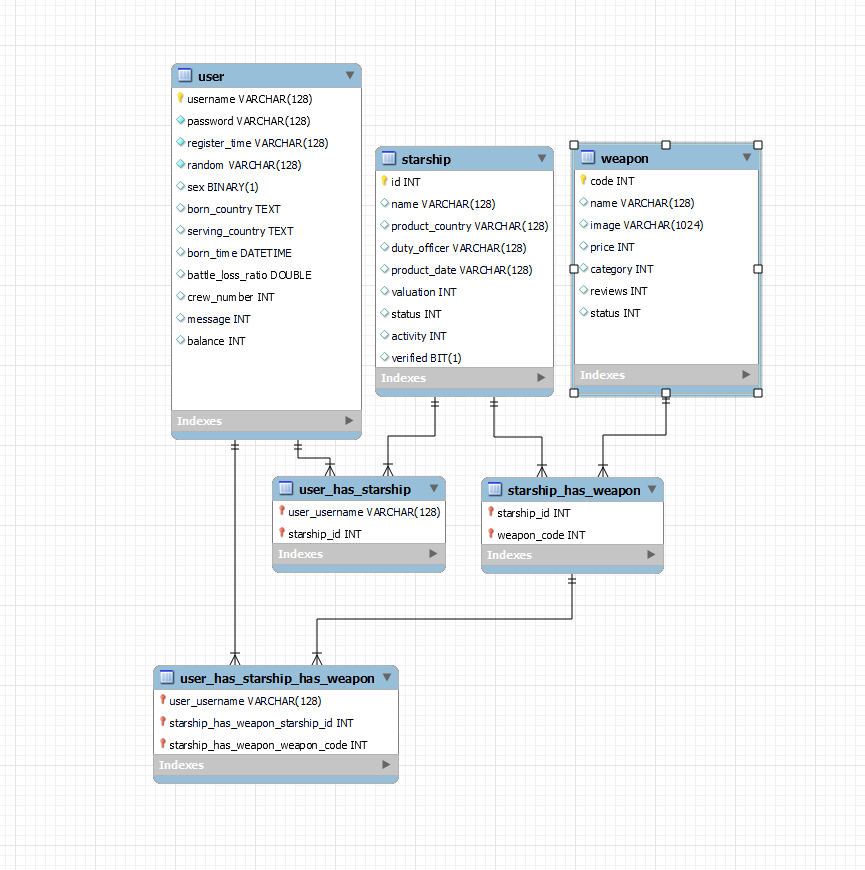 user
username VARCHAR(128)
password VARCHAR(128)
register_time VARCHAR(128)
random VARCHAR(128)
sex BINARY(1)
born_country TEXT
serving_country TEXT
born_time DATETIME
battle_loss_ratio DOUBLE
crew_number INT
message INT
balance INT
Indexes
starship
id INT
name VARCHAR(128)
product_country VARCHAR(128)
duty_officer VARCHAR(128)
product_date VARCHAR(128)
valuation INT
status INT
activity INT
verified BIT(1)
Indexes
weapon
code INT
name VARCHAR(128)
image VARCHAR(1024)
price INT
category INT
reviews INT
status INT
Indexes
user_has_starship
user_username VARCHAR(128)
starship_id INT
Indexes
starship_has_weapon
starship_id INT
weapon_code INT
Indexes
user_has_starship_has_weapon
user_username VARCHAR(128)
starship_has_weapon_starship_id INT
starship_has_weapon_weapon_code INT
Indexes